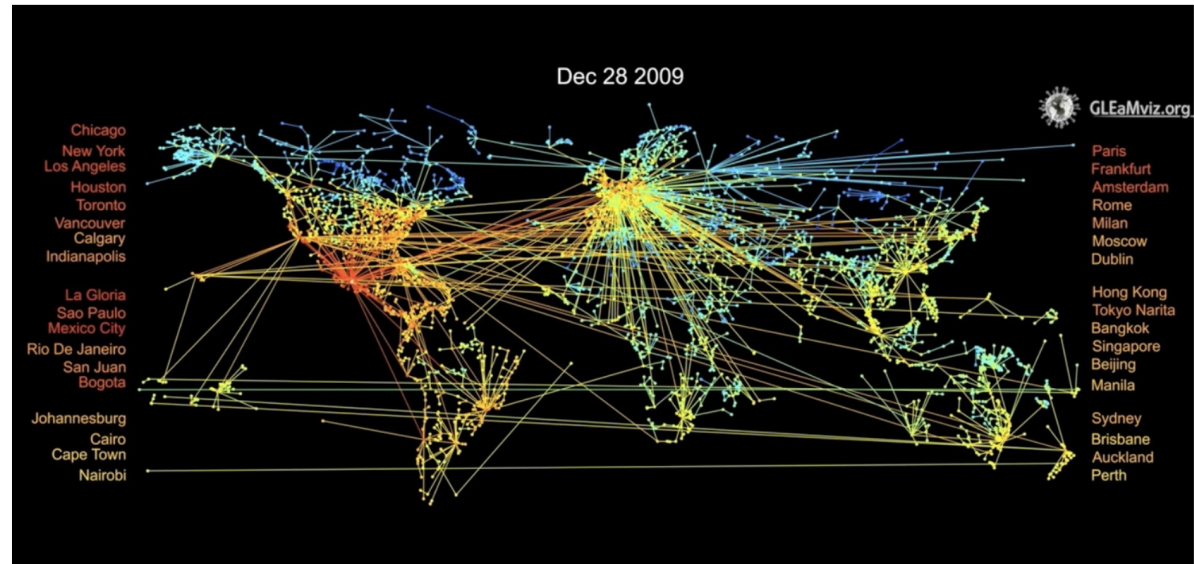 Dec 28 2009
GLEaMviz.org
Chicago
New York
Los Angeles
Houston
Toronto
Vancouver
Calgary
Indianapolis
La Gloria
Sao Paulo
Mexico City
Rio De Janeiro
San Juan
Bogota
Johannesburg
Cairo
Cape Town
Nairobi
Paris
Frankfurt
Amsterdam
Rome
Milan
Moscow
Dublin
Hong Kong
Tokyo Narita
Bangkok
Singapore
Beijing
Manila
Sydney
Brisbane
Auckland
Perth